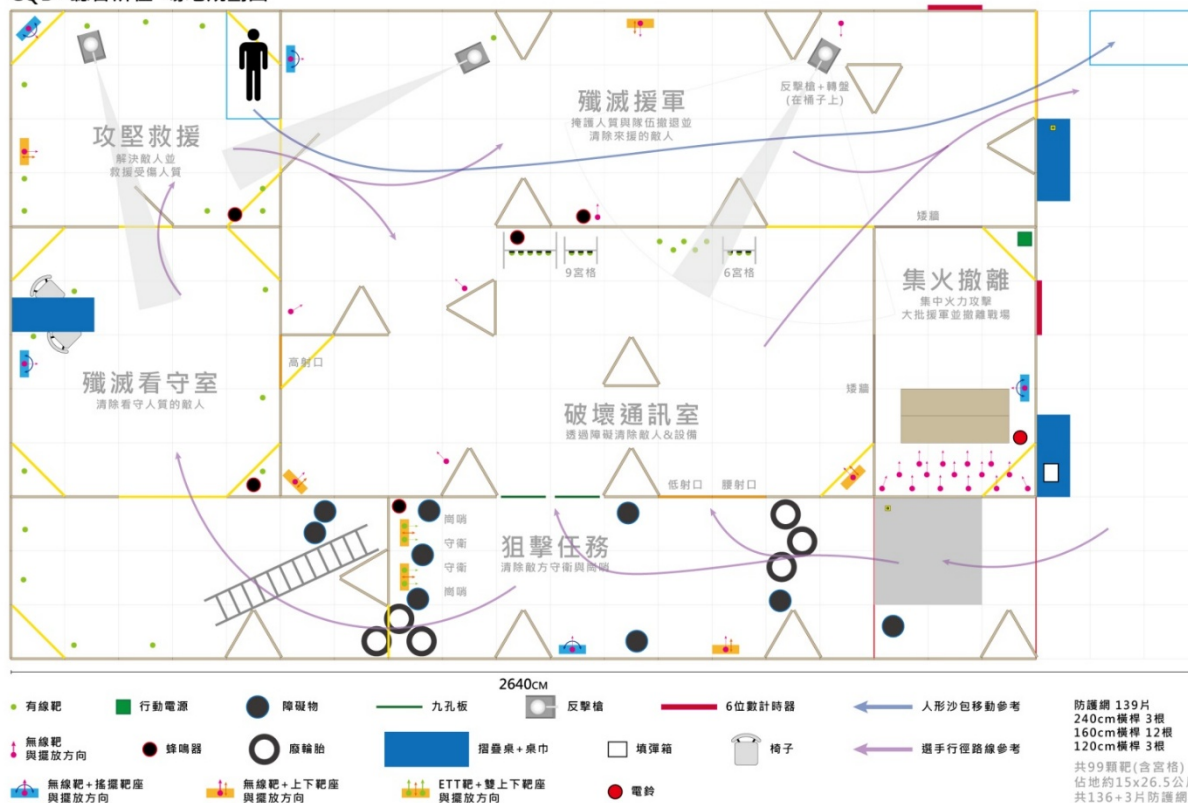 攻堅救援
解決敵人並
救援受傷人質
殲滅援軍
掩護人質與隊伍撤退並
清除來援的敵人
反擊槍+轉盤
(在桶子上)
矮牆
9宮格
6宮格
集火撤離
集中火力攻擊
大批援軍並撤離戰場
殲滅看守室
清除看守人質的敵人
高射口
破壞通訊室
透過障礙清除敵人&設備
矮牆
低射口
腰射口
崗哨
守衛
守衛
崗哨
狙擊任務
清除敵方守衛與崗哨
2640CM
有線靶
行動電源
障礙物
九孔板
反擊槍
6位數計時器
人形沙包移動參考
無線靶
與擺放方向
蜂鳴器
廢輪胎
摺疊桌+桌巾
填彈箱
椅子
選手行徑路線參考
無線靶+搖擺靶座
與擺放方向
無線靶+上下靶座
與擺放方向
ETT靶+雙上下靶座
與擺放方向
電鈴
防護網 139片
240cm橫桿 3根
160cm橫桿 12根
120cm橫桿 3根
共99顆靶(含宮格)
佔地約15x26.5公
共136+3片防護網